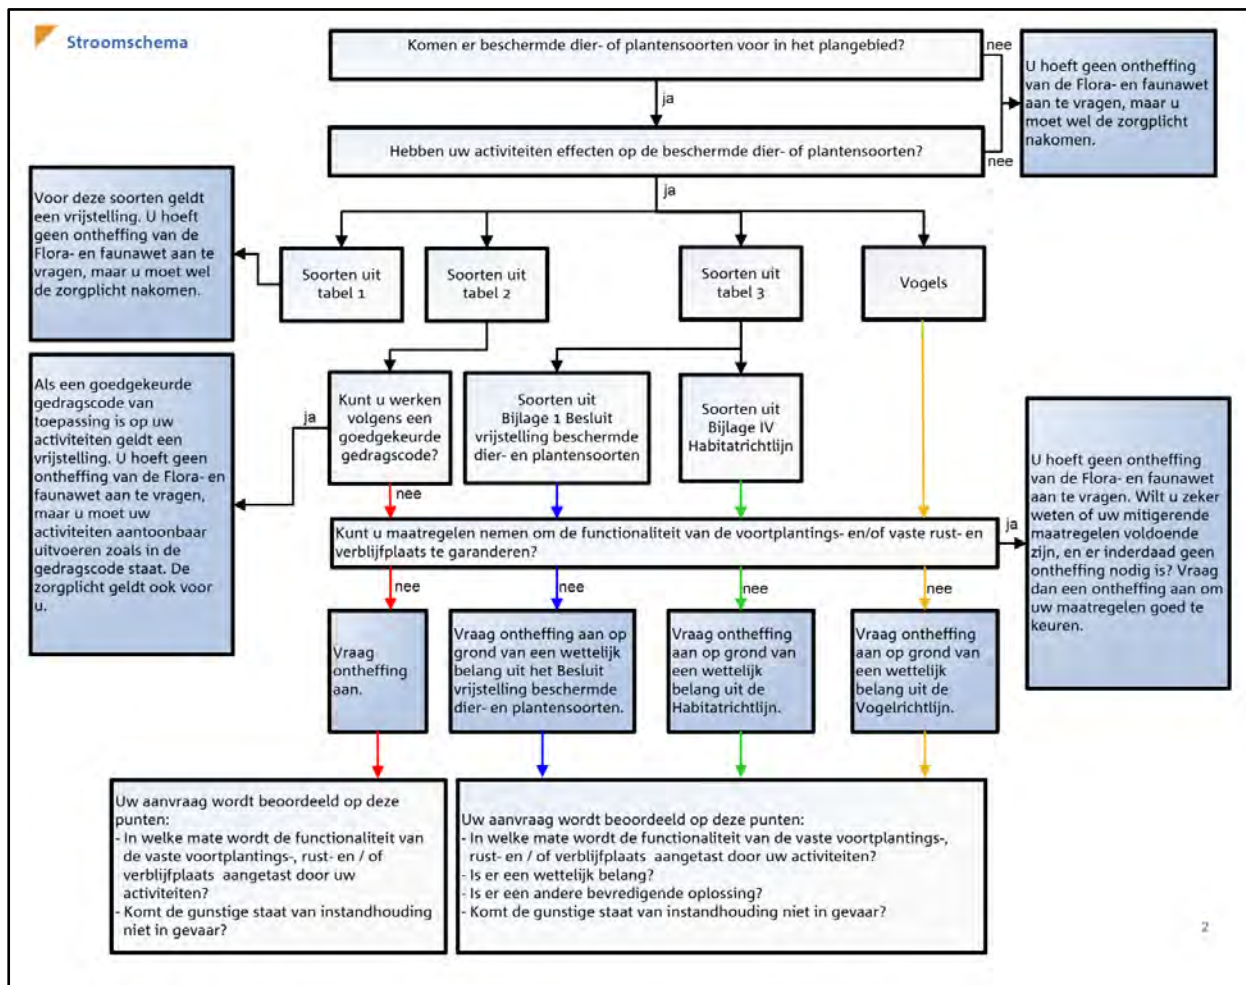 Stroomschema
Komen er beschermde dier- of plantensoorten voor in het plangebied?
nee
U hoeft geen ontheffing
van de Flora- en faunawet
aan te vragen, maar u
moet wel de zorgplicht
nakomen.
ja
Hebben uw activiteiten effecten op de beschermde dier- of plantensoorten?
nee
ja
Voor deze soorten geldt
een vrijstelling. U hoeft
geen ontheffing van de
Flora- en faunawet aan te
vragen, maar u moet wel
de zorgplicht nakomen.
Soorten uit
tabel 1
Soorten uit
tabel 2
Soorten uit
tabel 3
Vogels
Als een goedgekeurde
gedragscode van
toepassing is op uw
activiteiten geldt een
vrijstelling. U hoeft geen
ontheffing van de Flora- en
faunawet aan te vragen,
maar u moet uw
activiteiten aantoonbaar
uitvoeren zoals in de
gedragscode staat. De
zorgplicht geldt ook voor
u.
ja
Kunt u werken
volgens een
goedgekeurde
gedragscode?
Soorten uit
Bijlage 1 Besluit
vrijstelling beschermde
dier- en plantensoorten
Soorten uit
Bijlage IV
Habitatrichtlijn
nee
Kunt u maatregelen nemen om de functionaliteit van de voortplantings- en/of vaste rust- en
verblijfplaats te garanderen?
ja
U hoeft geen ontheffing
van de Flora- en faunawet
aan te vragen. Wilt u zeker
weten of uw mitigerende
maatregelen voldoende
zijn, en er inderdaad geen
ontheffing nodig is? Vraag
dan een ontheffing aan om
uw maatregelen goed te
keuren.
nee
nee
nee
nee
Vraag
ontheffing
aan.
Vraag ontheffing aan op
grond van een wettelijk
belang uit het Besluit
vrijstelling beschermde
dier- en plantensoorten.
Vraag ontheffing
aan op grond van
een wettelijk
belang uit de
Habitatrichtlijn.
Vraag ontheffing
aan op grond van
een wettelijk
belang uit de
Vogelrichtlijn.
Uw aanvraag wordt beoordeeld op deze
punten:
- In welke mate wordt de functionaliteit van
de vaste voortplantings-, rust- en / of
verblijfplaats aangetast door uw
activiteiten?
- Komt de gunstige staat van instandhouding
niet in gevaar?
Uw aanvraag wordt beoordeeld op deze punten:
- In welke mate wordt de functionaliteit van de vaste voortplantings-,
rust- en / of verblijfplaats aangetast door uw activiteiten?
- Is er een wettelijk belang?
- Is er een andere bevredigende oplossing?
- Komt de gunstige staat van instandhouding niet in gevaar?
2